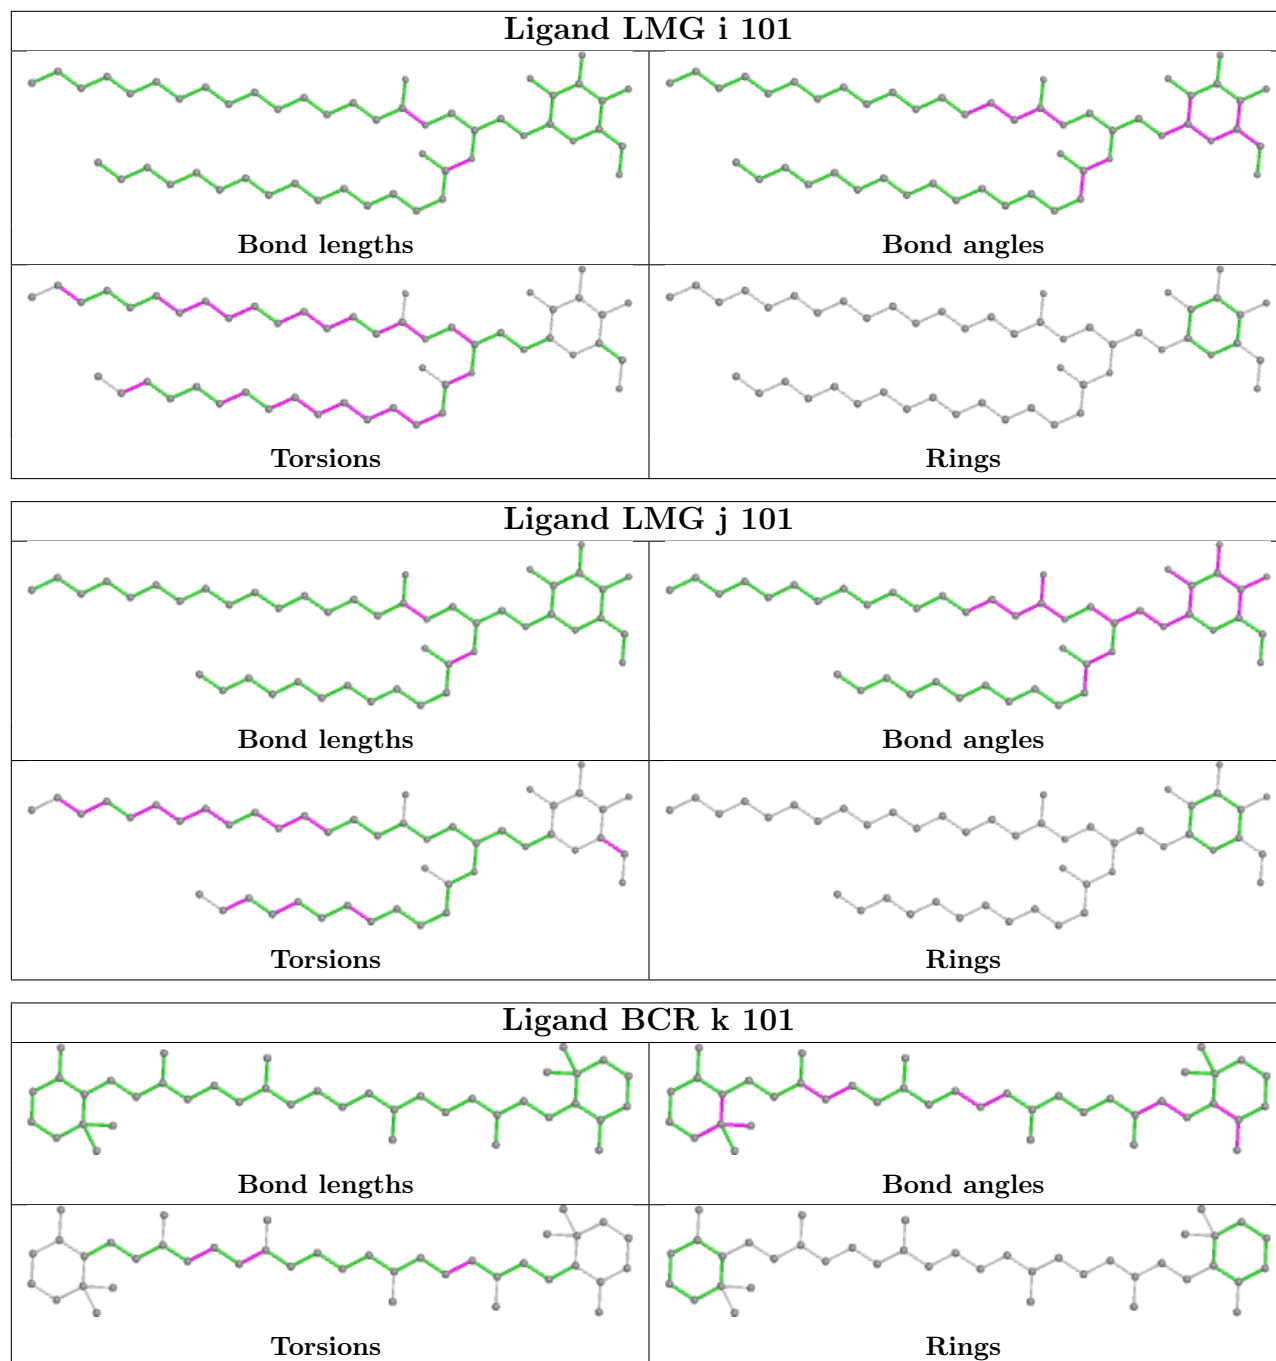 Ligand LMG i 101
Bond lengths
Bond angles
Torsions
Rings
Ligand LMG j 101
Bond lengths
Bond angles
Torsions
Rings
Ligand BCR k 101
Bond lengths
Bond angles
Torsions
Rings